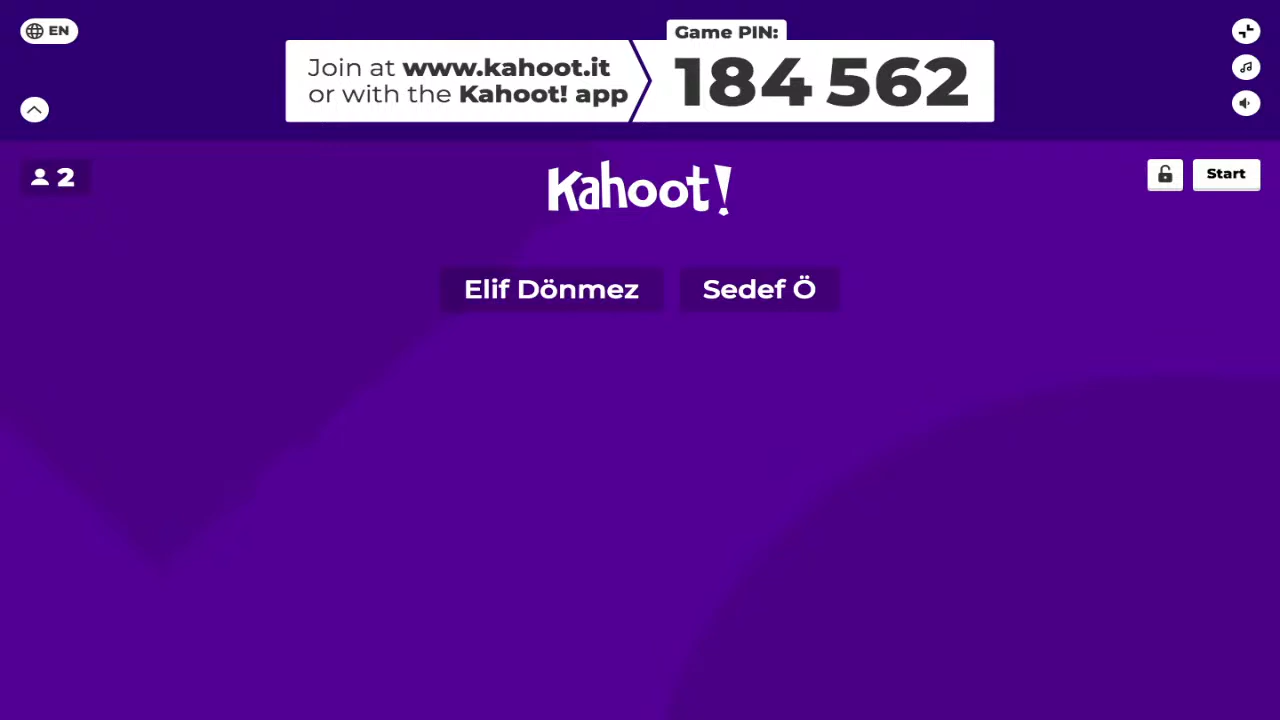 EN
Join at www.kahoot.it
or with the Kahoot! app
Game PIN:
184 562
2
Kahoot!
Start
Elif Dönmez
Sedef Ö